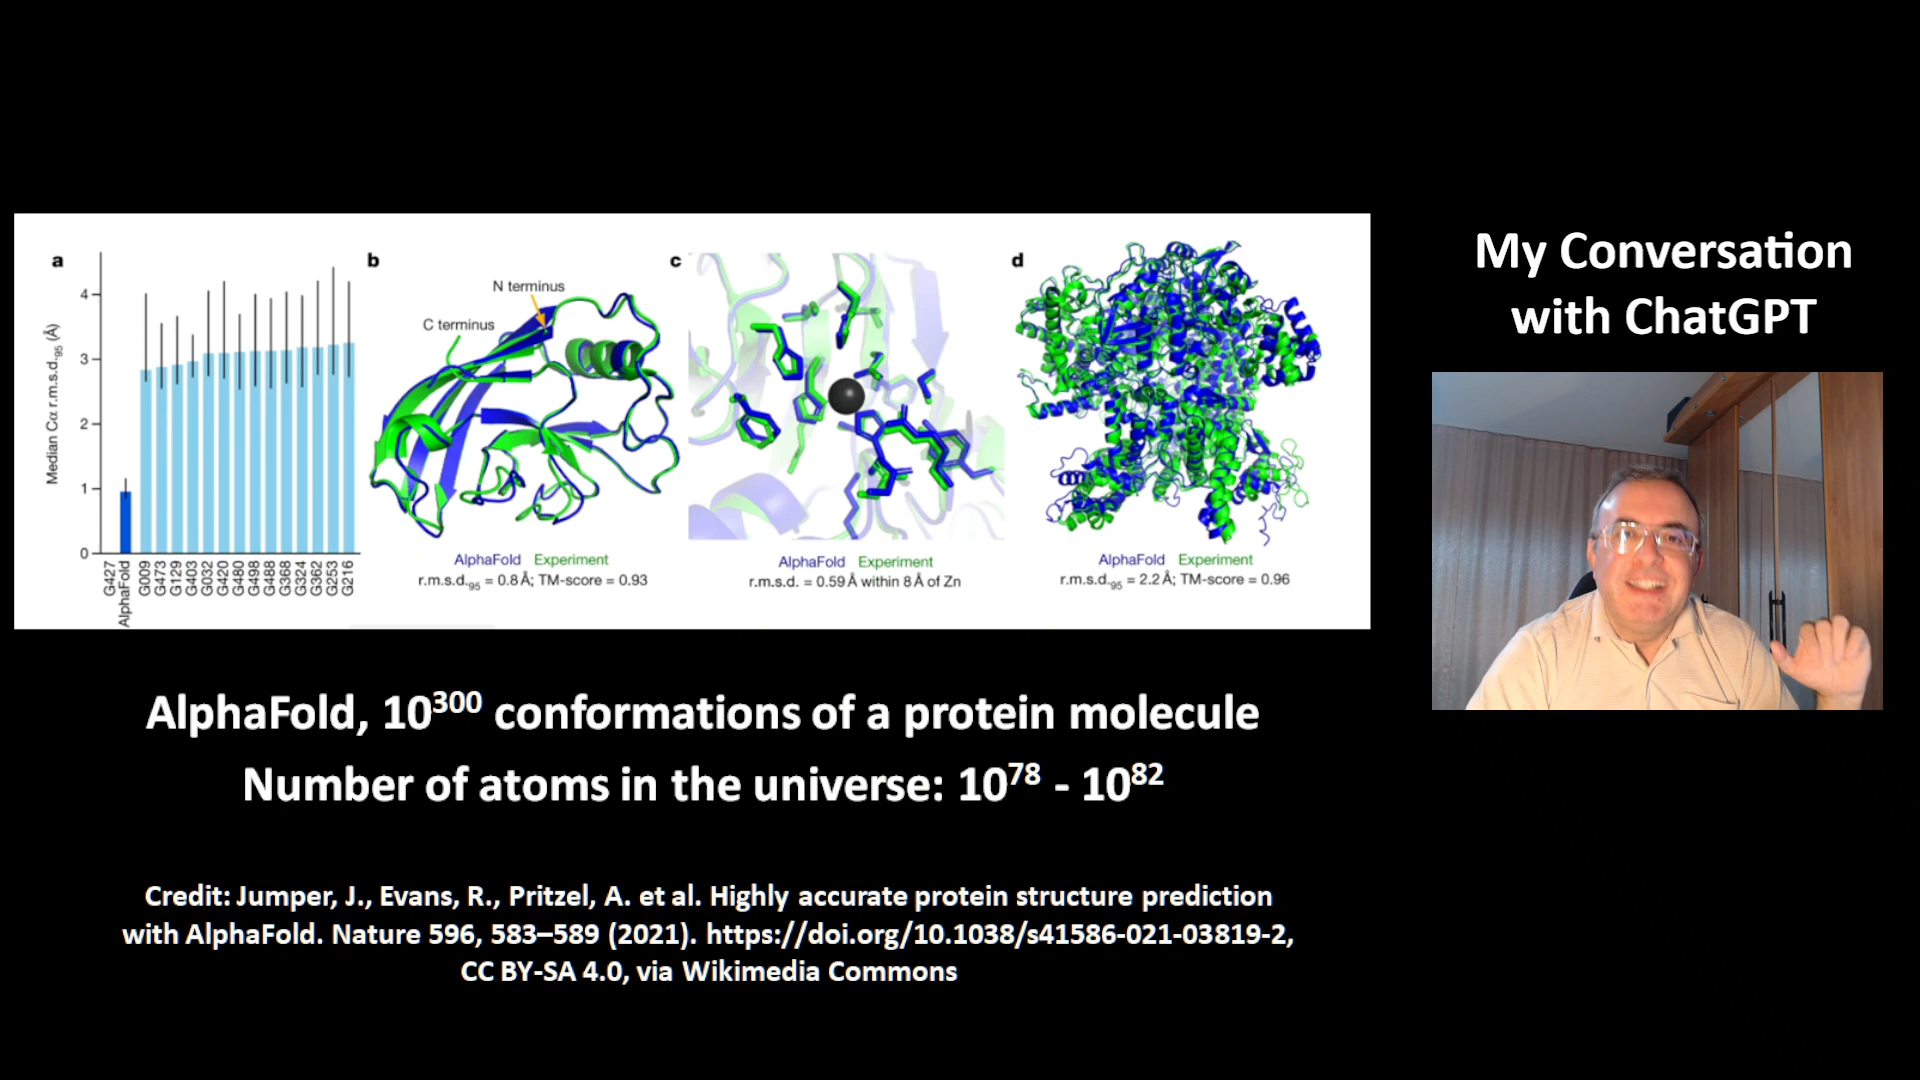 My Conversation
with ChatGPT
a
Median Cα r.m.s.d.₉₅ (Å)
4
3
2
1
0
G427
AlphaFold
G009
G473
G129
G403
G032
G420
G480
G498
G488
G368
G324
G362
G253
G216
b
N terminus
C terminus
AlphaFold Experiment
r.m.s.d.₉₅ = 0.8 Å; TM-score = 0.93
c
AlphaFold Experiment
r.m.s.d. = 0.59 Å within 8 Å of Zn
d
AlphaFold Experiment
r.m.s.d.₉₅ = 2.2 Å; TM-score = 0.96
AlphaFold, 10³⁰⁰ conformations of a protein molecule
Number of atoms in the universe: 10⁷⁸ - 10⁸²
Credit: Jumper, J., Evans, R., Pritzel, A. et al. Highly accurate protein structure prediction
with AlphaFold. Nature 596, 583–589 (2021). https://doi.org/10.1038/s41586-021-03819-2,
CC BY-SA 4.0, via Wikimedia Commons